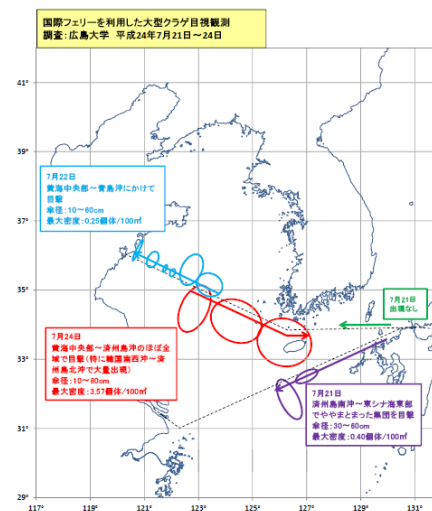 国際フェリーを利用した大型クラゲ目視観測
調査：広島大学 平成24年7月21日～24日
41°
39°
37°
35°
33°
31°
29°
117°
119°
121°
123°
125°
127°
129°
131°
7月22日
黄海中央部～青島沖にかけて
目撃
傘径：10～60cm
最大密度：0.25個体/100㎡
7月24日
黄海中央部～済州島沖のほぼ全
域で目撃（特に韓国南西沖～済
州島北沖で大量出現）
傘径：10～80cm
最大密度：3.57個体/100㎡
7月21日
出現なし
7月21日
済州島南沖～東シナ海東部
でややまとまった集団を目撃
傘径：30～60cm
最大密度：0.40個体/100㎡